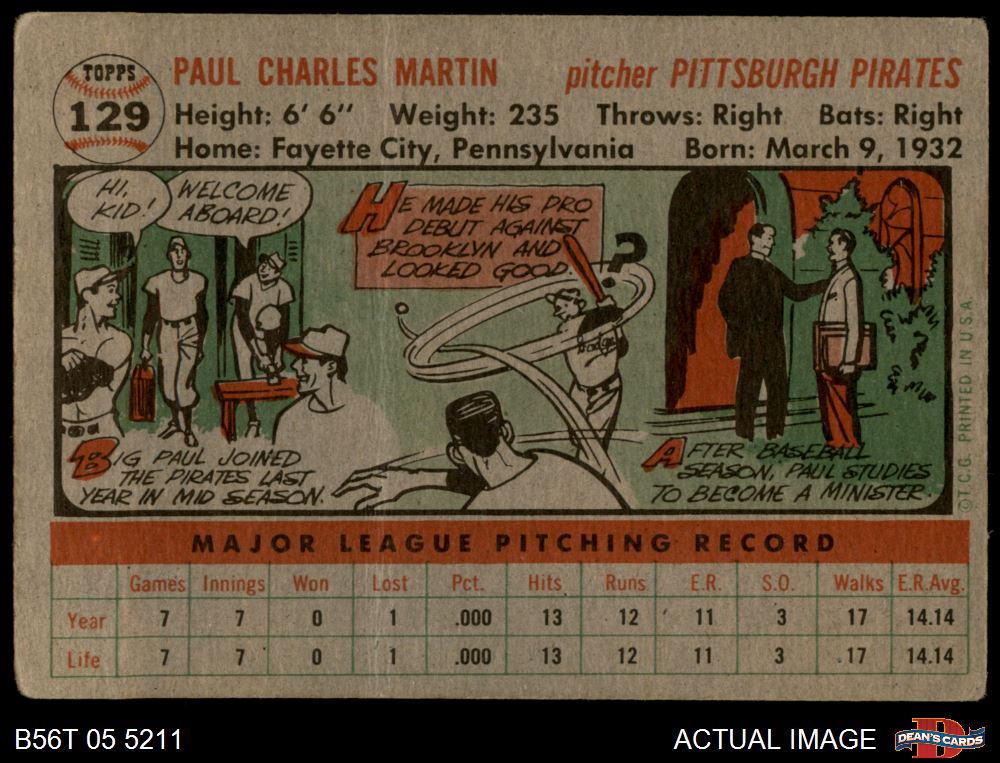 TOPPS
129
PAUL CHARLES MARTIN pitcher PITTSBURGH PIRATES
Height: 6' 6" Weight: 235 Throws: Right Bats: Right
Home: Fayette City, Pennsylvania Born: March 9, 1932
HI,
KID!
WELCOME
ABOARD!
BIG PAUL JOINED
THE PIRATES LAST
YEAR IN MID SEASON.
HE MADE HIS PRO
DEBUT AGAINST
BROOKLYN AND
LOOKED GOOD.
?
Dodgers
AFTER BASEBALL
SEASON, PAUL STUDIES
TO BECOME A MINISTER.
© T.C.G. PRINTED IN U.S.A.
MAJOR LEAGUE PITCHING RECORD
Games Innings Won Lost Pct. Hits Runs E.R. S.O. Walks E.R.Avg.
Year 7 7 0 1 .000 13 12 11 3 17 14.14
Life 7 7 0 1 .000 13 12 11 3 17 14.14
B56T 05 5211
ACTUAL IMAGE
DEAN'S CARDS